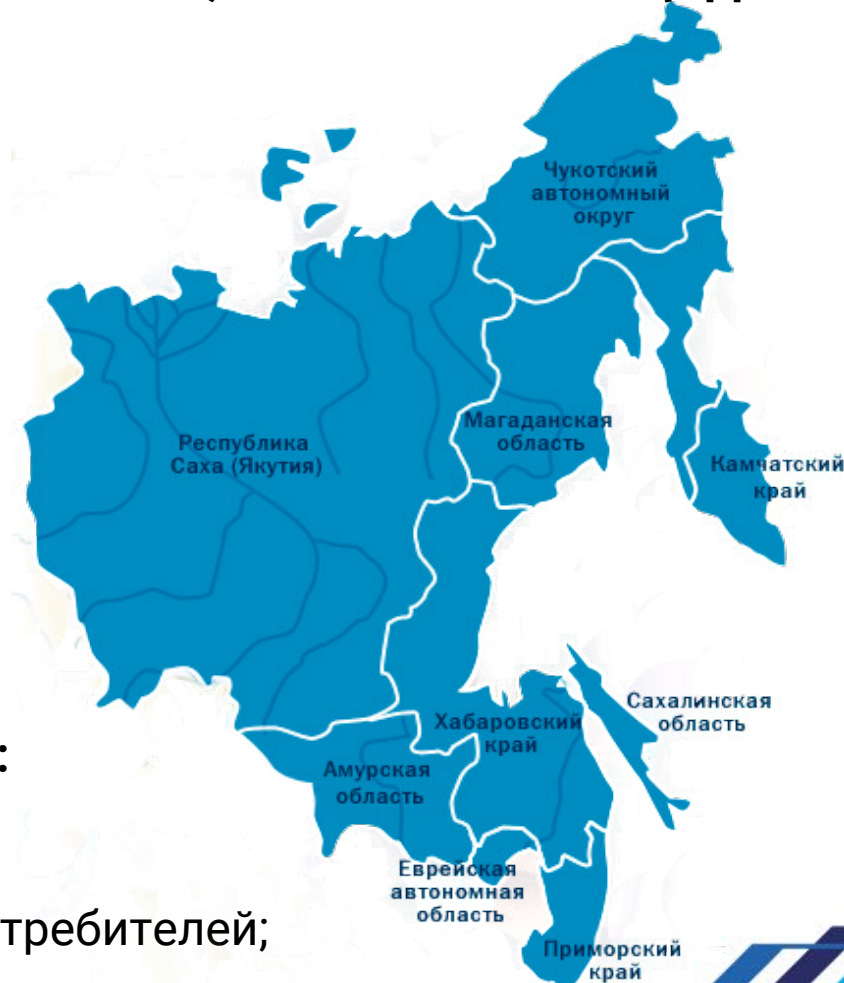 Чукотский
автономный
округ
Магаданская
область
Республика
Саха (Якутия)
Камчатский
край
Сахалинская
область
Хабаровский
край
:
Амурская
область
Еврейская
автономная
область
требителей;
Приморский
край